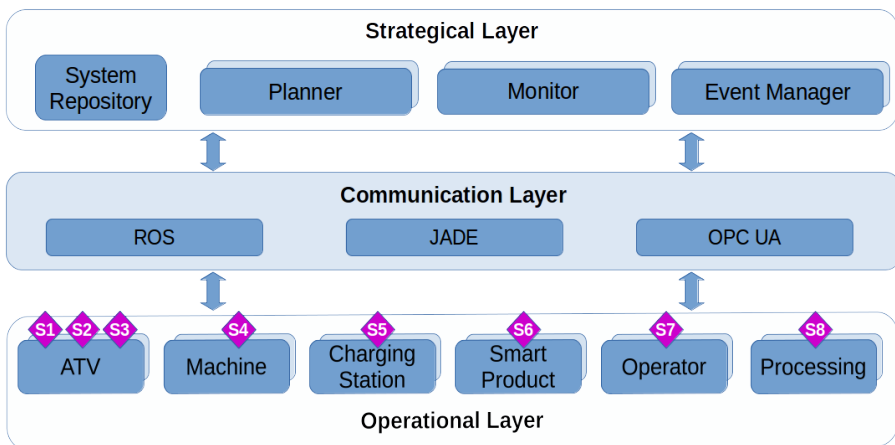 Strategical Layer
System
Repository
Planner
Monitor
Event Manager
Communication Layer
ROS
JADE
OPC UA
S1
S2
S3
S4
S5
S6
S7
S8
ATV
Machine
Charging
Station
Smart
Product
Operator
Processing
Operational Layer